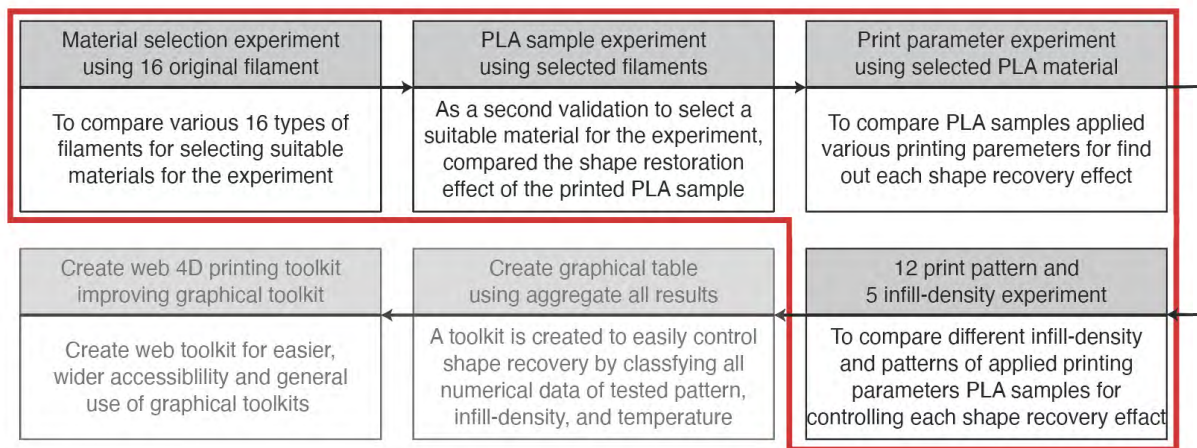 Material selection experiment
using 16 original filament
To compare various 16 types of
filaments for selecting suitable
materials for the experiment
PLA sample experiment
using selected filaments
As a second validation to select a
suitable material for the experiment,
compared the shape restoration
effect of the printed PLA sample
Print parameter experiment
using selected PLA material
To compare PLA samples applied
various printing paremeters for find
out each shape recovery effect
12 print pattern and
5 infill-density experiment
To compare different infill-density
and patterns of applied printing
parameters PLA samples for
controlling each shape recovery effact
Create graphical table
using aggregate all results
A toolkit is created to easily control
shape recovery by classfying all
numerical data of tested pattern,
infill-density, and temperature
Create web 4D printing toolkit
improving graphical toolkit
Create web toolkit for easier,
wider accessiblility and general
use of graphical toolkits